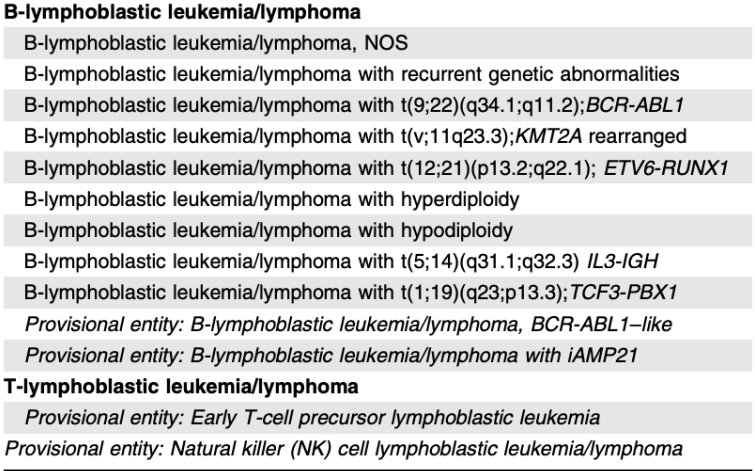 B-lymphoblastic leukemia/lymphoma
B-lymphoblastic leukemia/lymphoma, NOS
B-lymphoblastic leukemia/lymphoma with recurrent genetic abnormalities
B-lymphoblastic leukemia/lymphoma with t(9;22)(q34.1;q11.2);BCR-ABL1
B-lymphoblastic leukemia/lymphoma with t(v;11q23.3);KMT2A rearranged
B-lymphoblastic leukemia/lymphoma with t(12;21)(p13.2;q22.1); ETV6-RUNX1
B-lymphoblastic leukemia/lymphoma with hyperdiploidy
B-lymphoblastic leukemia/lymphoma with hypodiploidy
B-lymphoblastic leukemia/lymphoma with t(5;14)(q31.1;q32.3) IL3-IGH
B-lymphoblastic leukemia/lymphoma with t(1;19)(q23;p13.3);TCF3-PBX1
Provisional entity: B-lymphoblastic leukemia/lymphoma, BCR-ABL1–like
Provisional entity: B-lymphoblastic leukemia/lymphoma with iAMP21
T-lymphoblastic leukemia/lymphoma
Provisional entity: Early T-cell precursor lymphoblastic leukemia
Provisional entity: Natural killer (NK) cell lymphoblastic leukemia/lymphoma